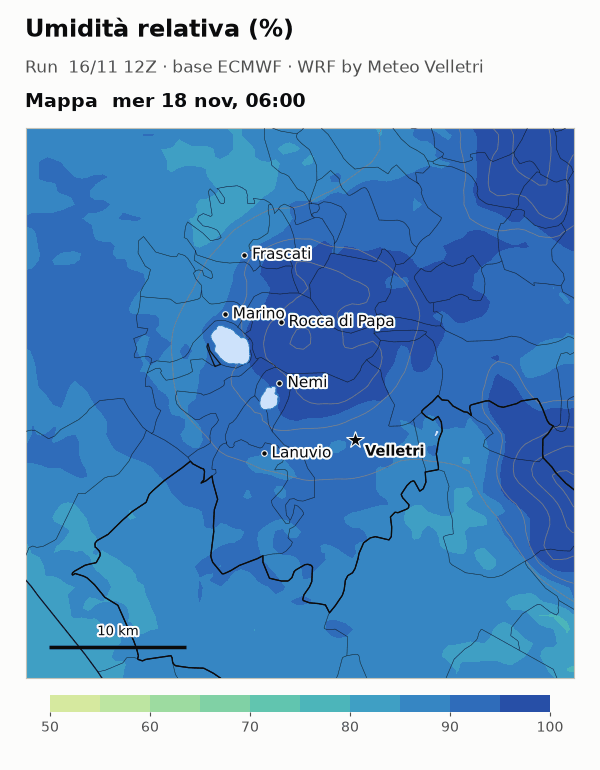 Umidità relativa (%)
Run  16/11 12Z · base ECMWF · WRF by Meteo Velletri
Mappa  mer 18 nov, 06:00
Frascati
Marino
Rocca di Papa
Nemi
Velletri
Lanuvio
10 km
50 60 70 80 90 100